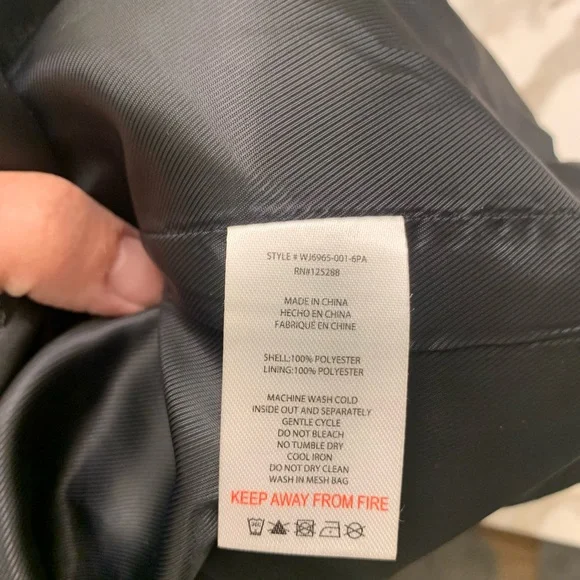 STYLE # WJ6965-001-6PA
RN#125288
MADE IN CHINA
HECHO EN CHINA
FABRIQUÉ EN CHINE
SHELL:100% POLYESTER
LINING:100% POLYESTER
MACHINE WASH COLD
INSIDE OUT AND SEPARATELY
GENTLE CYCLE
DO NOT BLEACH
NO TUMBLE DRY
COOL IRON
DO NOT DRY CLEAN
WASH IN MESH BAG
KEEP AWAY FROM FIRE